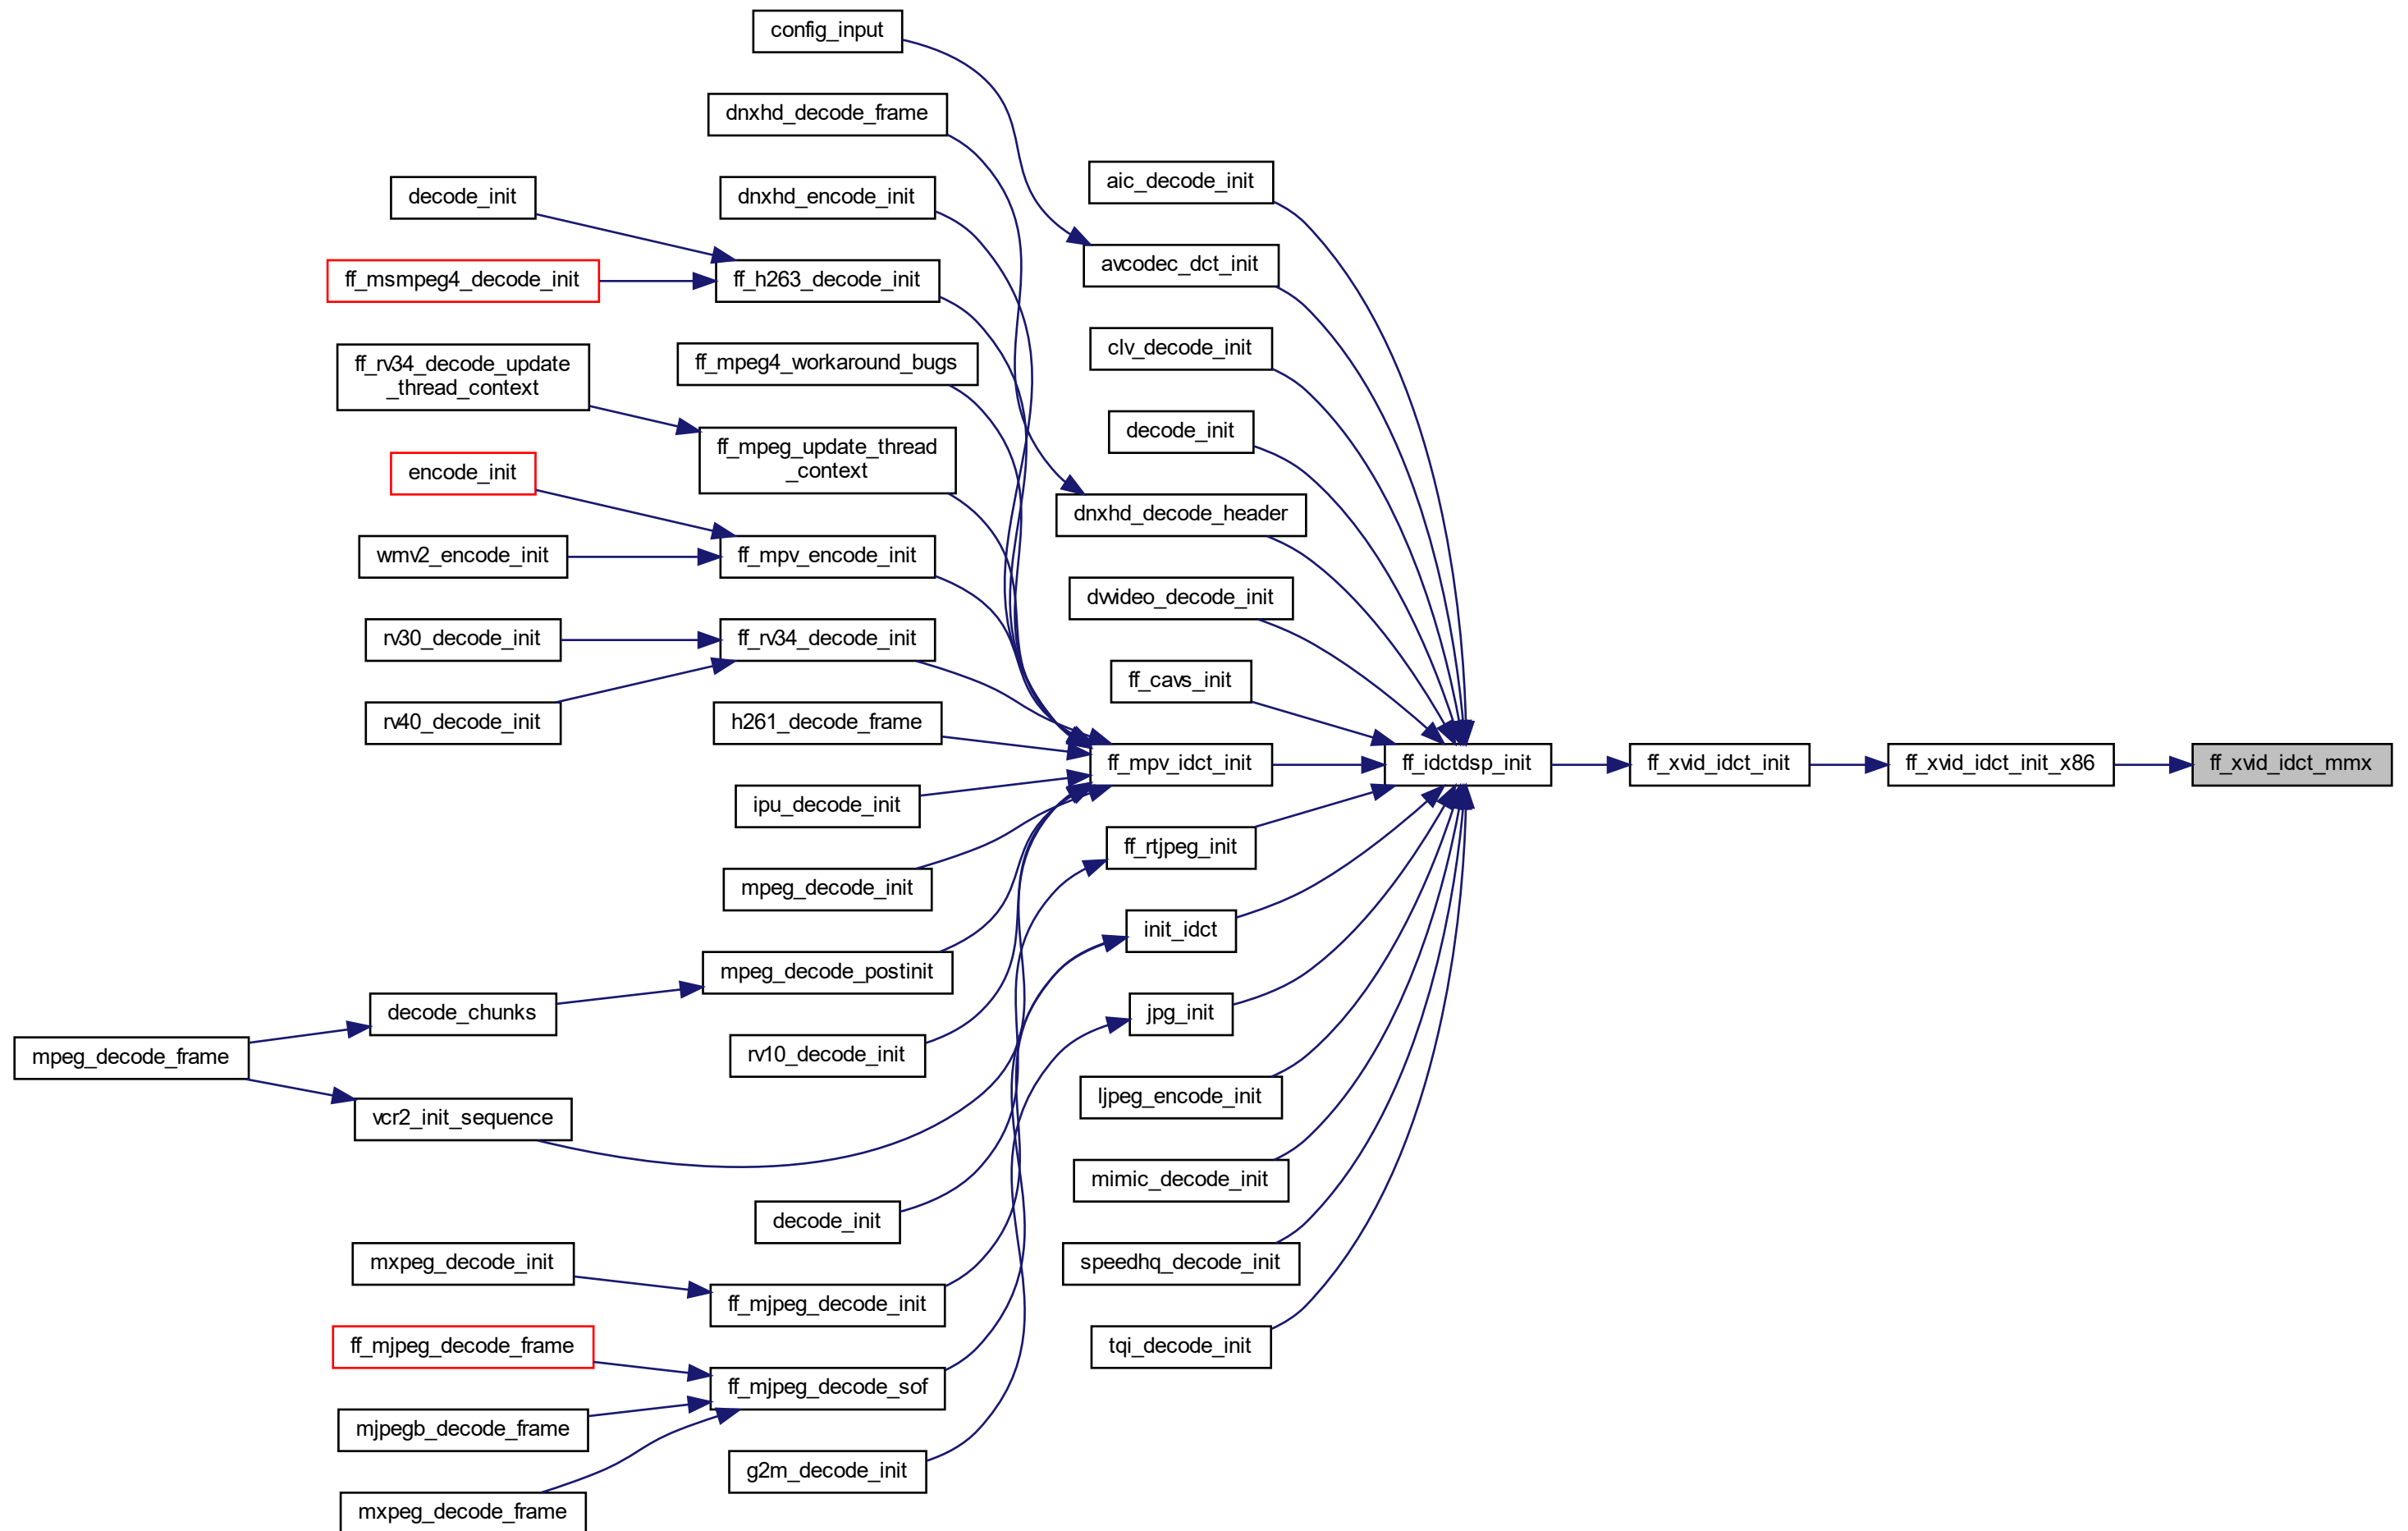 config_input
dnxhd_decode_frame
aic_decode_init
decode_init
dnxhd_encode_init
avcodec_dct_init
ff_msmpeg4_decode_init
ff_h263_decode_init
clv_decode_init
ff_rv34_decode_update
_thread_context
ff_mpeg4_workaround_bugs
decode_init
ff_mpeg_update_thread
_context
encode_init
dnxhd_decode_header
wmv2_encode_init
ff_mpv_encode_init
dvvideo_decode_init
rv30_decode_init
ff_rv34_decode_init
ff_cavs_init
rv40_decode_init
h261_decode_frame
ff_mpv_idct_init
ff_idctdsp_init
ff_xvid_idct_init
ff_xvid_idct_init_x86
ff_xvid_idct_mmx
ipu_decode_init
ff_rtjpeg_init
mpeg_decode_init
init_idct
mpeg_decode_postinit
decode_chunks
jpg_init
mpeg_decode_frame
rv10_decode_init
ljpeg_encode_init
vcr2_init_sequence
mimic_decode_init
decode_init
mxpeg_decode_init
speedhq_decode_init
ff_mjpeg_decode_init
ff_mjpeg_decode_frame
tqi_decode_init
ff_mjpeg_decode_sof
mjpegb_decode_frame
g2m_decode_init
mxpeg_decode_frame